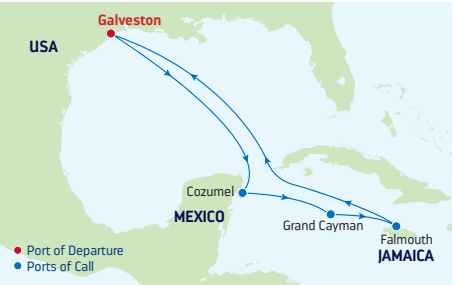 Galveston
USA
Cozumel
MEXICO
Grand Cayman
Falmouth
JAMAICA
Port of Departure
Ports of Call